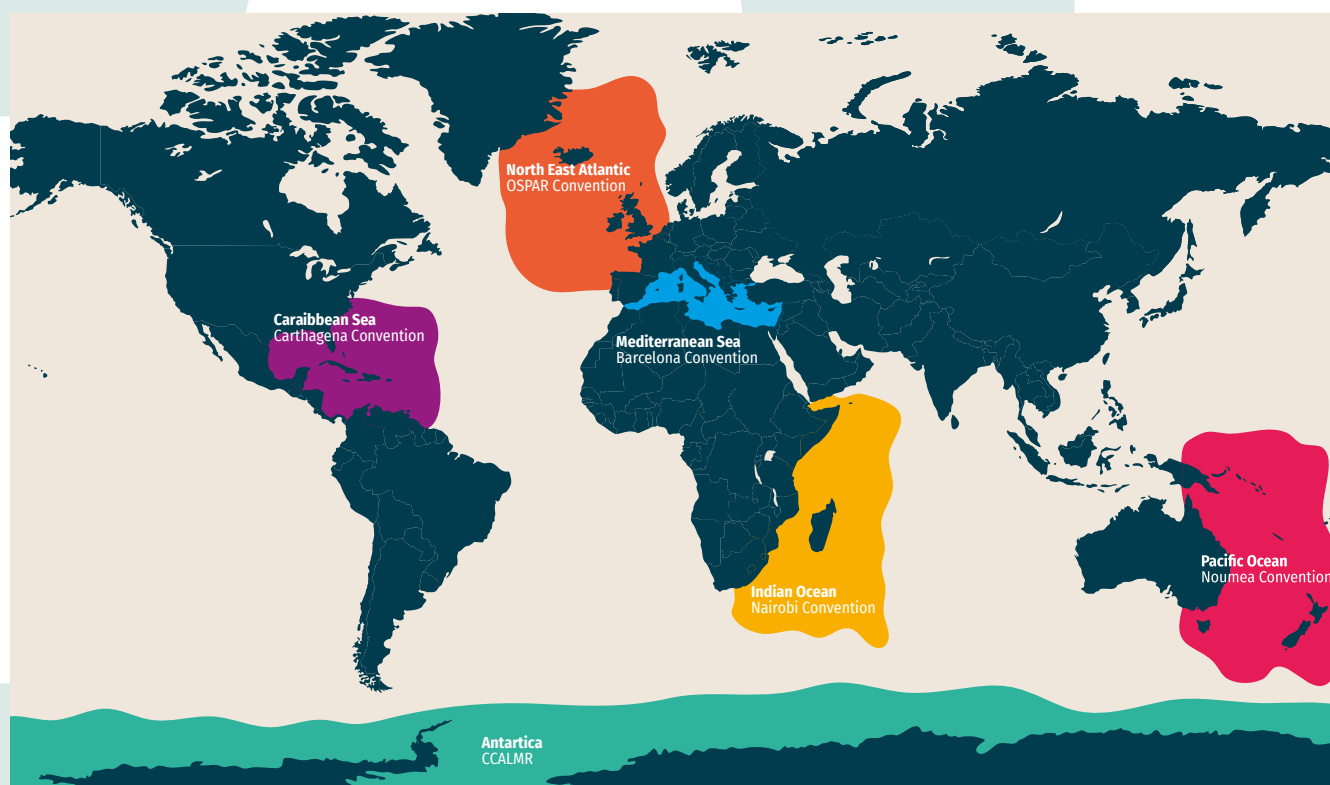 North East Atlantic
OSPAR Convention
Caraibbean Sea
Carthagena Convention
Mediterranean Sea
Barcelona Convention
Pacific Ocean
Noumea Convention
Indian Ocean
Nairobi Convention
Antartica
CCALMR